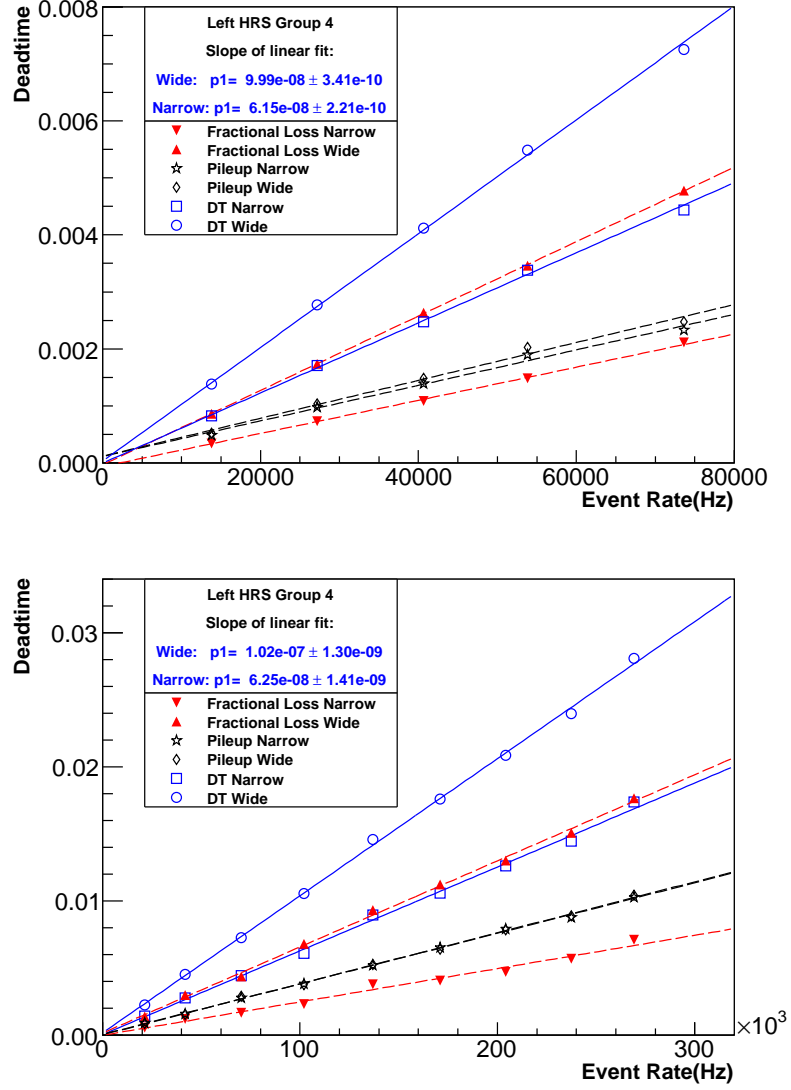 Deadtime
0.008
0.006
0.004
0.002
0.000
Left HRS Group 4
Slope of linear fit:
Wide: p1= 9.99e-08 ± 3.41e-10
Narrow: p1= 6.15e-08 ± 2.21e-10
Fractional Loss Narrow
Fractional Loss Wide
Pileup Narrow
Pileup Wide
DT Narrow
DT Wide
0 20000 40000 60000 80000
Event Rate(Hz)
Deadtime
0.03
0.02
0.01
0.00
Left HRS Group 4
Slope of linear fit:
Wide: p1= 1.02e-07 ± 1.30e-09
Narrow: p1= 6.25e-08 ± 1.41e-09
Fractional Loss Narrow
Fractional Loss Wide
Pileup Narrow
Pileup Wide
DT Narrow
DT Wide
×10³
0 100 200 300
Event Rate(Hz)